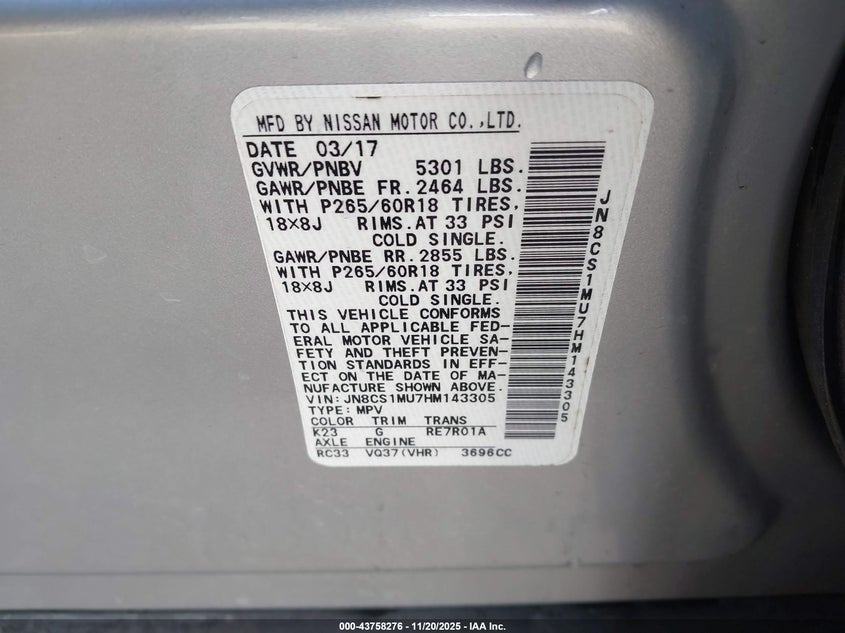 MFD BY NISSAN MOTOR CO.,LTD.
DATE 03/17
GVWR/PNBV 5301 LBS.
GAWR/PNBE FR. 2464 LBS.
WITH P265/60R18 TIRES,
18×8J RIMS. AT 33 PSI
COLD SINGLE.
GAWR/PNBE RR. 2855 LBS.
WITH P265/60R18 TIRES,
18×8J RIMS. AT 33 PSI
COLD SINGLE.
THIS VEHICLE CONFORMS
TO ALL APPLICABLE FED-
ERAL MOTOR VEHICLE SA-
FETY AND THEFT PREVEN-
TION STANDARDS IN EFF-
ECT ON THE DATE OF MA-
NUFACTURE SHOWN ABOVE.
VIN: JN8CS1MU7HM143305
TYPE: MPV
COLOR TRIM TRANS
K23 G RE7R01A
AXLE ENGINE
RC33 VQ37(VHR) 3696CC
JN8CS1MU7HM143305
000-43758276 - 11/20/2025 - IAA Inc.